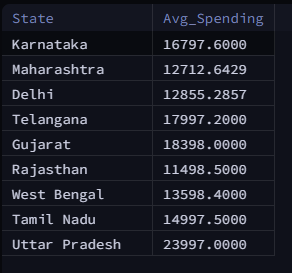 State Avg_Spending
Karnataka 16797.6000
Maharashtra 12712.6429
Delhi 12855.2857
Telangana 17997.2000
Gujarat 18398.0000
Rajasthan 11498.5000
West Bengal 13598.4000
Tamil Nadu 14997.5000
Uttar Pradesh 23997.0000